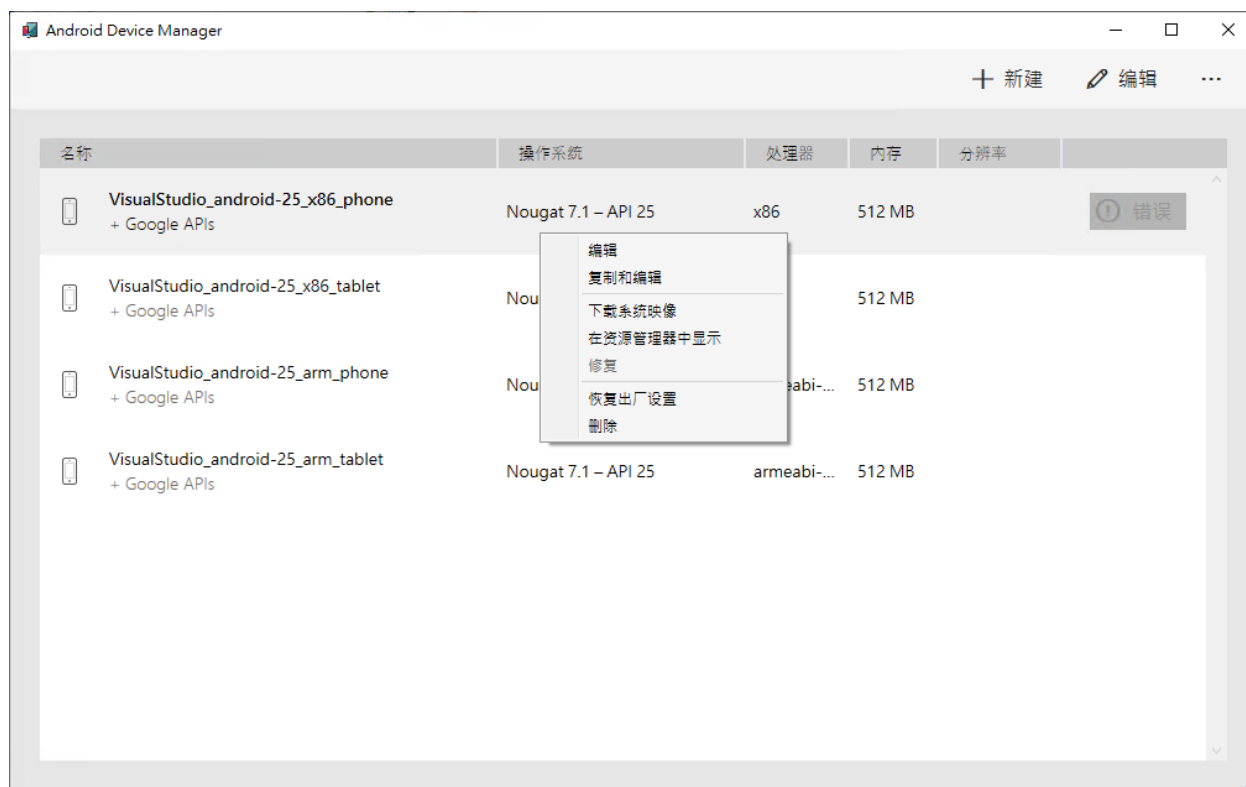 Android Device Manager
新建 编辑 ...
名称 操作系统 处理器 内存 分辨率
VisualStudio_android-25_x86_phone
+ Google APIs
Nougat 7.1 – API 25 x86 512 MB
错误
VisualStudio_android-25_x86_tablet
+ Google APIs
Nou 512 MB
VisualStudio_android-25_arm_phone
+ Google APIs
Nou eabi-... 512 MB
VisualStudio_android-25_arm_tablet
+ Google APIs
Nougat 7.1 – API 25 armeabi-... 512 MB
编辑
复制和编辑
下载系统映像
在资源管理器中显示
修复
恢复出厂设置
删除